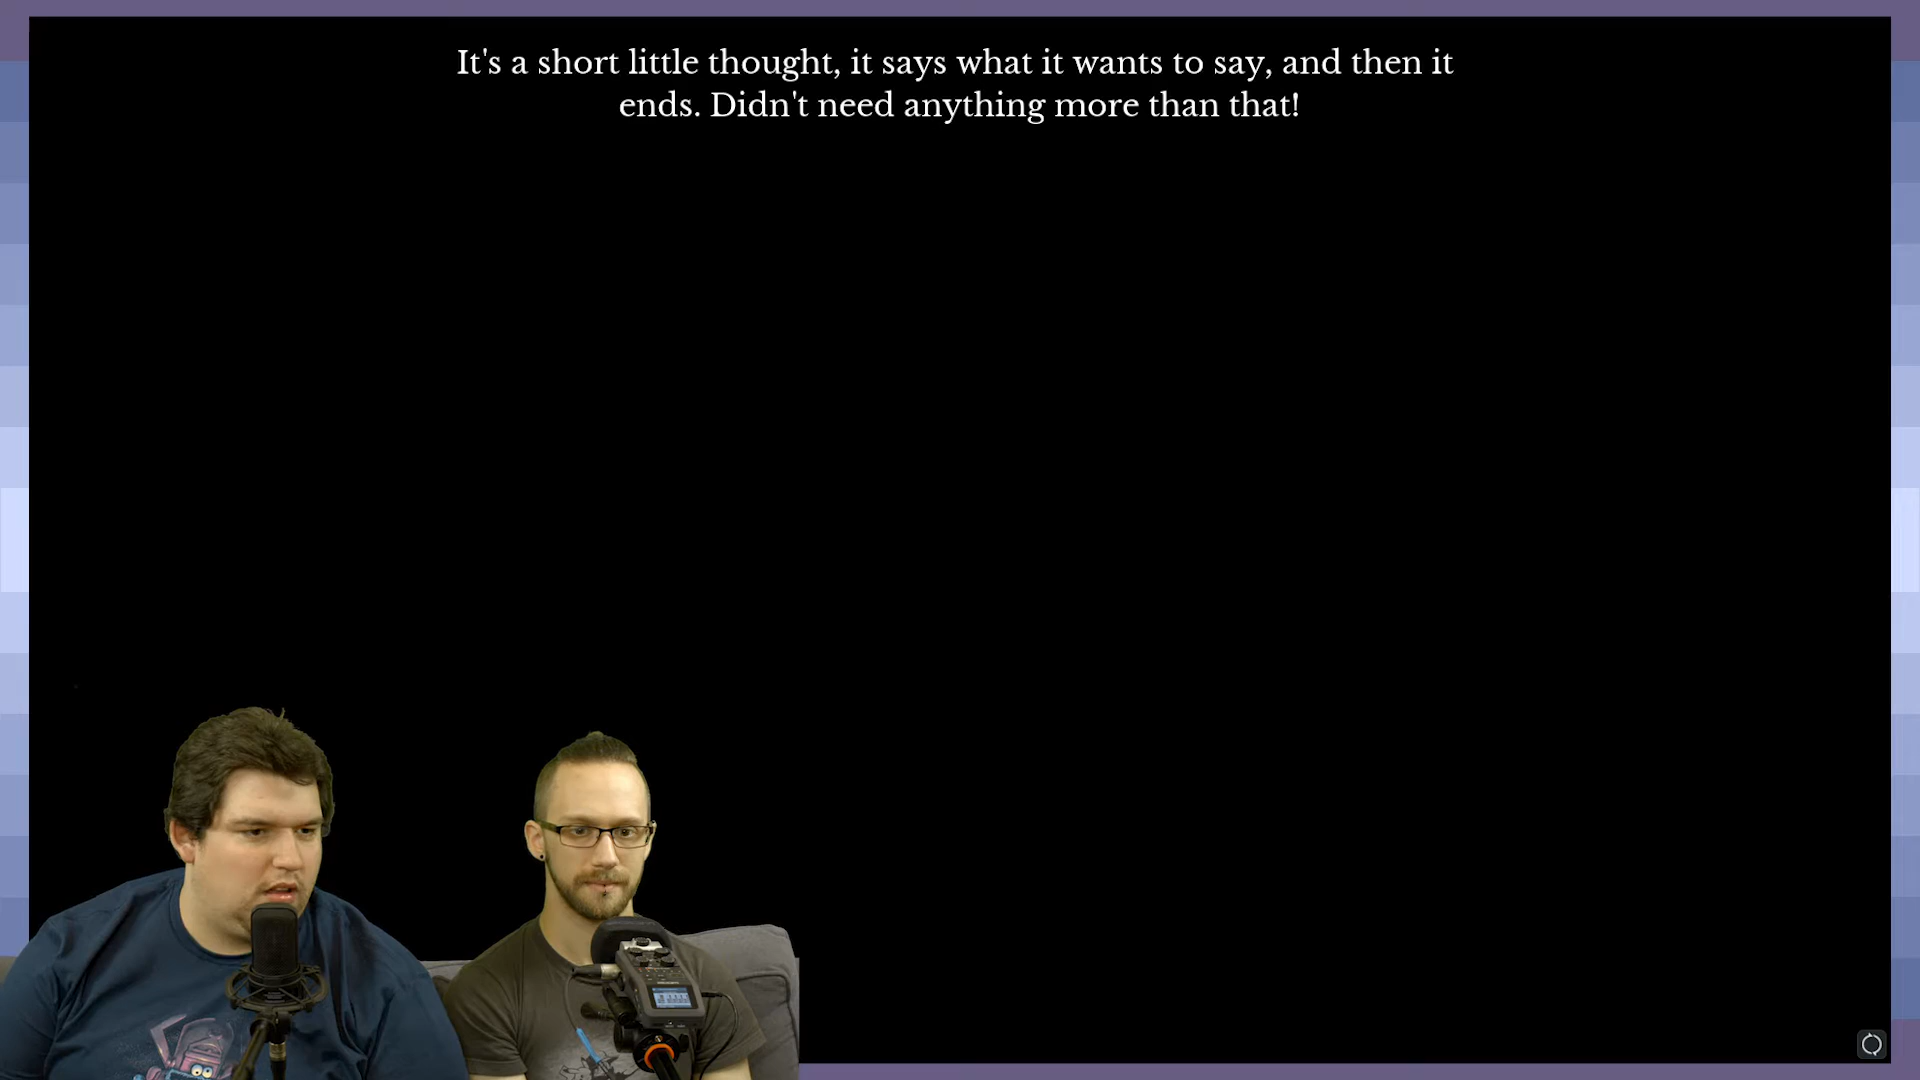 It's a short little thought, it says what it wants to say, and then it
ends. Didn't need anything more than that!